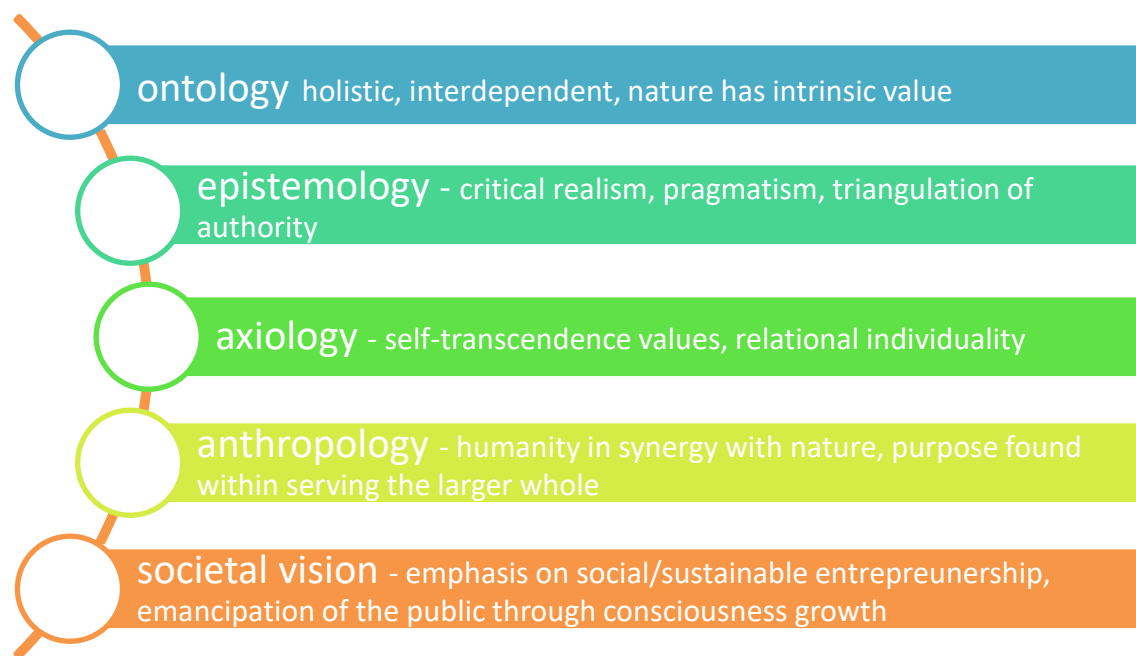 ontology holistic, interdependent, nature has intrinsic value
epistemology - critical realism, pragmatism, triangulation of
authority
axiology - self-transcendence values, relational individuality
anthropology - humanity in synergy with nature, purpose found
within serving the larger whole
societal vision - emphasis on social/sustainable entrepreunership,
emancipation of the public through consciousness growth